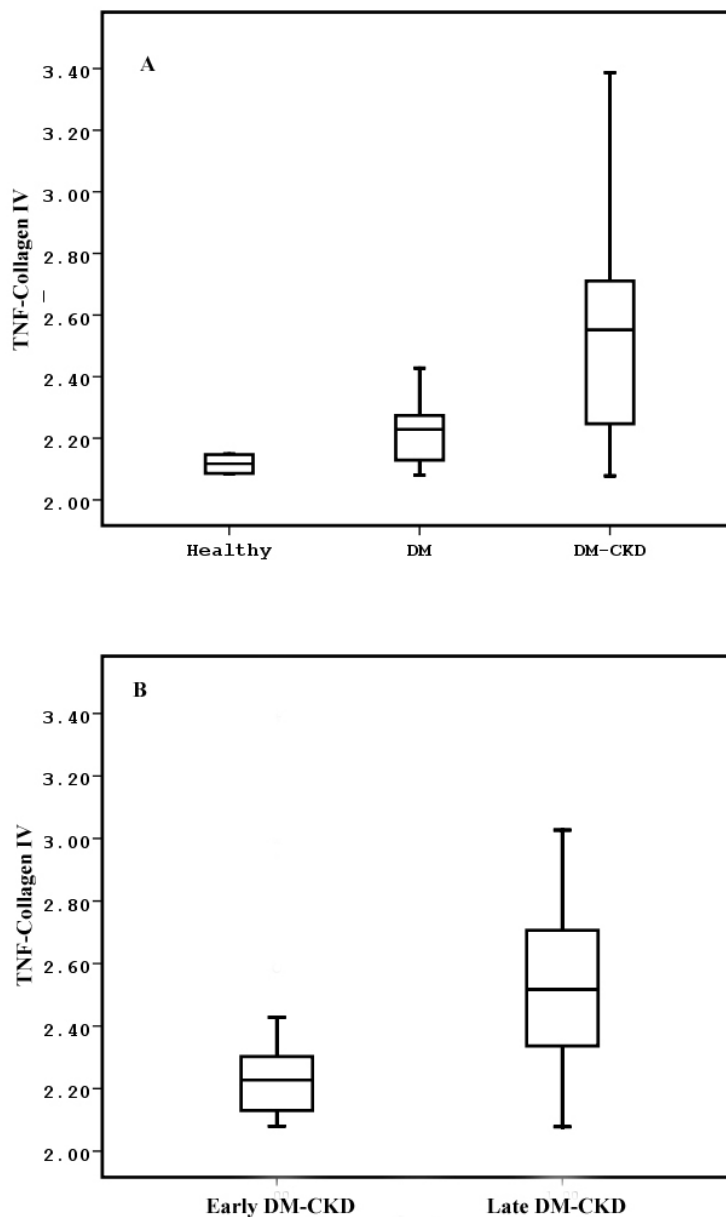 A
3.40
3.20
3.00
2.80
2.60
2.40
2.20
2.00
TNF-Collagen IV
Healthy DM DM-CKD
B
3.40
3.20
3.00
2.80
2.60
2.40
2.20
2.00
TNF-Collagen IV
Early DM-CKD Late DM-CKD